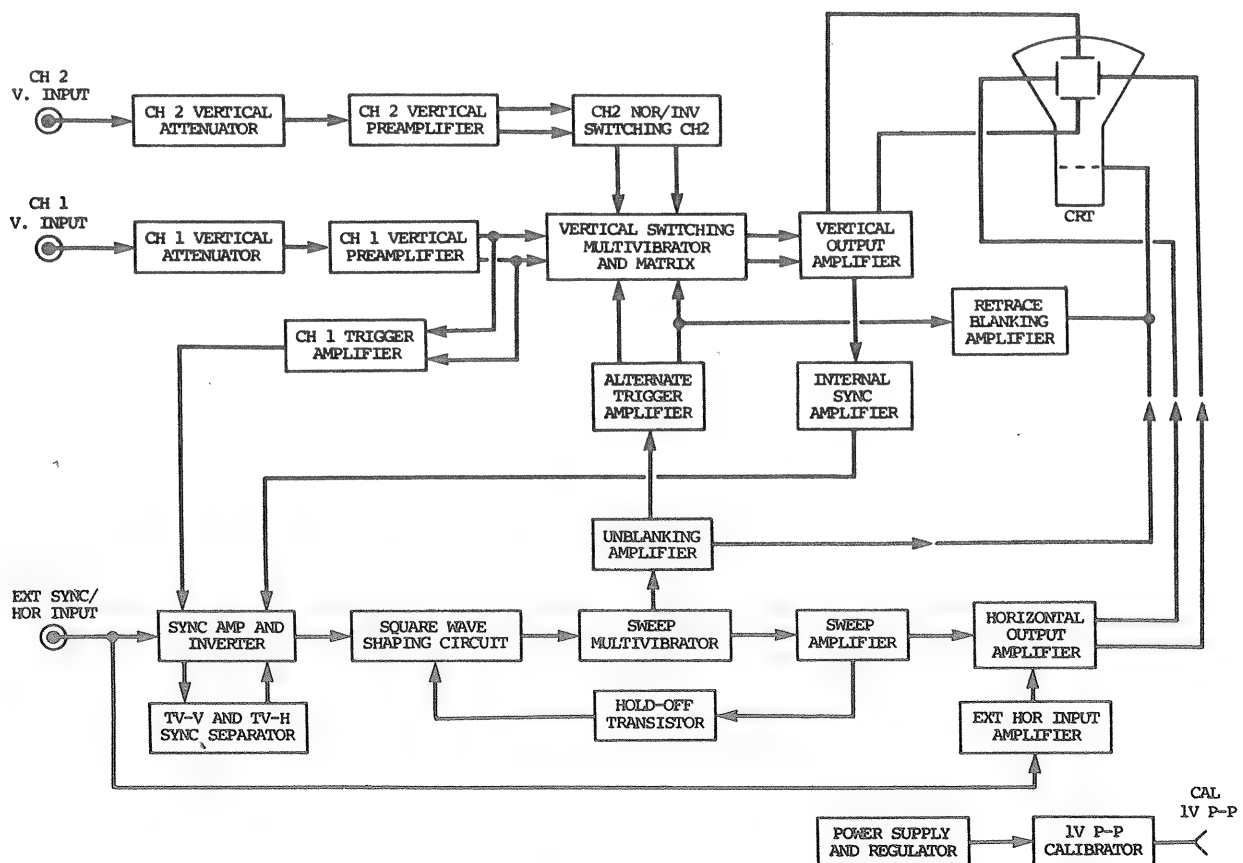 CH 2
V. INPUT
CH 2 VERTICAL
ATTENUATOR
CH 2 VERTICAL
PREAMPLIFIER
CH2 NOR/INV
SWITCHING CH2
CH 1
V. INPUT
CH 1 VERTICAL
ATTENUATOR
CH 1 VERTICAL
PREAMPLIFIER
VERTICAL SWITCHING
MULTIVIBRATOR
AND MATRIX
VERTICAL
OUTPUT
AMPLIFIER
CRT
CH 1 TRIGGER
AMPLIFIER
RETRACE
BLANKING
AMPLIFIER
ALTERNATE
TRIGGER
AMPLIFIER
INTERNAL
SYNC
AMPLIFIER
UNBLANKING
AMPLIFIER
EXT SYNC/
HOR INPUT
SYNC AMP AND
INVERTER
SQUARE WAVE
SHAPING CIRCUIT
SWEEP
MULTIVIBRATOR
SWEEP
AMPLIFIER
HORIZONTAL
OUTPUT
AMPLIFIER
TV-V AND TV-H
SYNC SEPARATOR
HOLD-OFF
TRANSISTOR
EXT HOR INPUT
AMPLIFIER
POWER SUPPLY
AND REGULATOR
1V P-P
CALIBRATOR
CAL
1V P-P